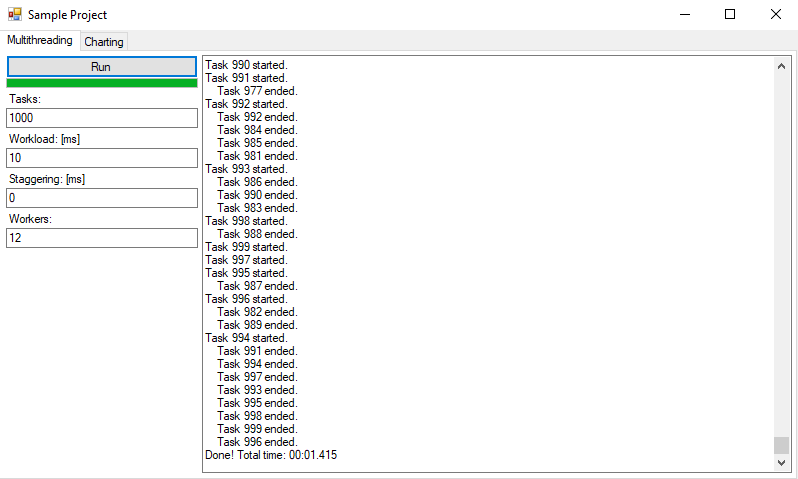 Sample Project
Multithreading
Charting
Run
Tasks:
1000
Workload: [ms]
10
Staggering: [ms]
0
Workers:
12
Task 990 started.
Task 991 started.
Task 977 ended.
Task 992 started.
Task 992 ended.
Task 984 ended.
Task 985 ended.
Task 981 ended.
Task 993 started.
Task 986 ended.
Task 990 ended.
Task 983 ended.
Task 998 started.
Task 988 ended.
Task 999 started.
Task 997 started.
Task 995 started.
Task 987 ended.
Task 996 started.
Task 982 ended.
Task 989 ended.
Task 994 started.
Task 991 ended.
Task 994 ended.
Task 997 ended.
Task 993 ended.
Task 995 ended.
Task 998 ended.
Task 999 ended.
Task 996 ended.
Done! Total time: 00:01.415